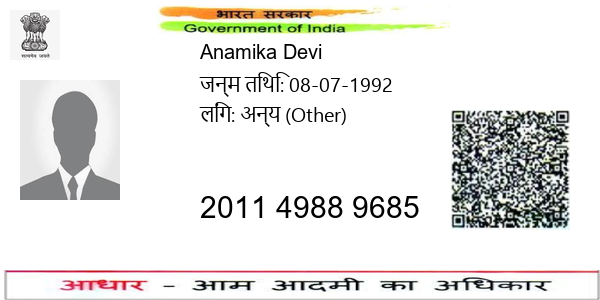 भारत सरकार
Government of India
सत्यमेव जयते
Anamika Devi
जन्म तिथि: 08-07-1992
लिंग: अन्य (Other)
2011 4988 9685
आधार - आम आदमी का अधिकार